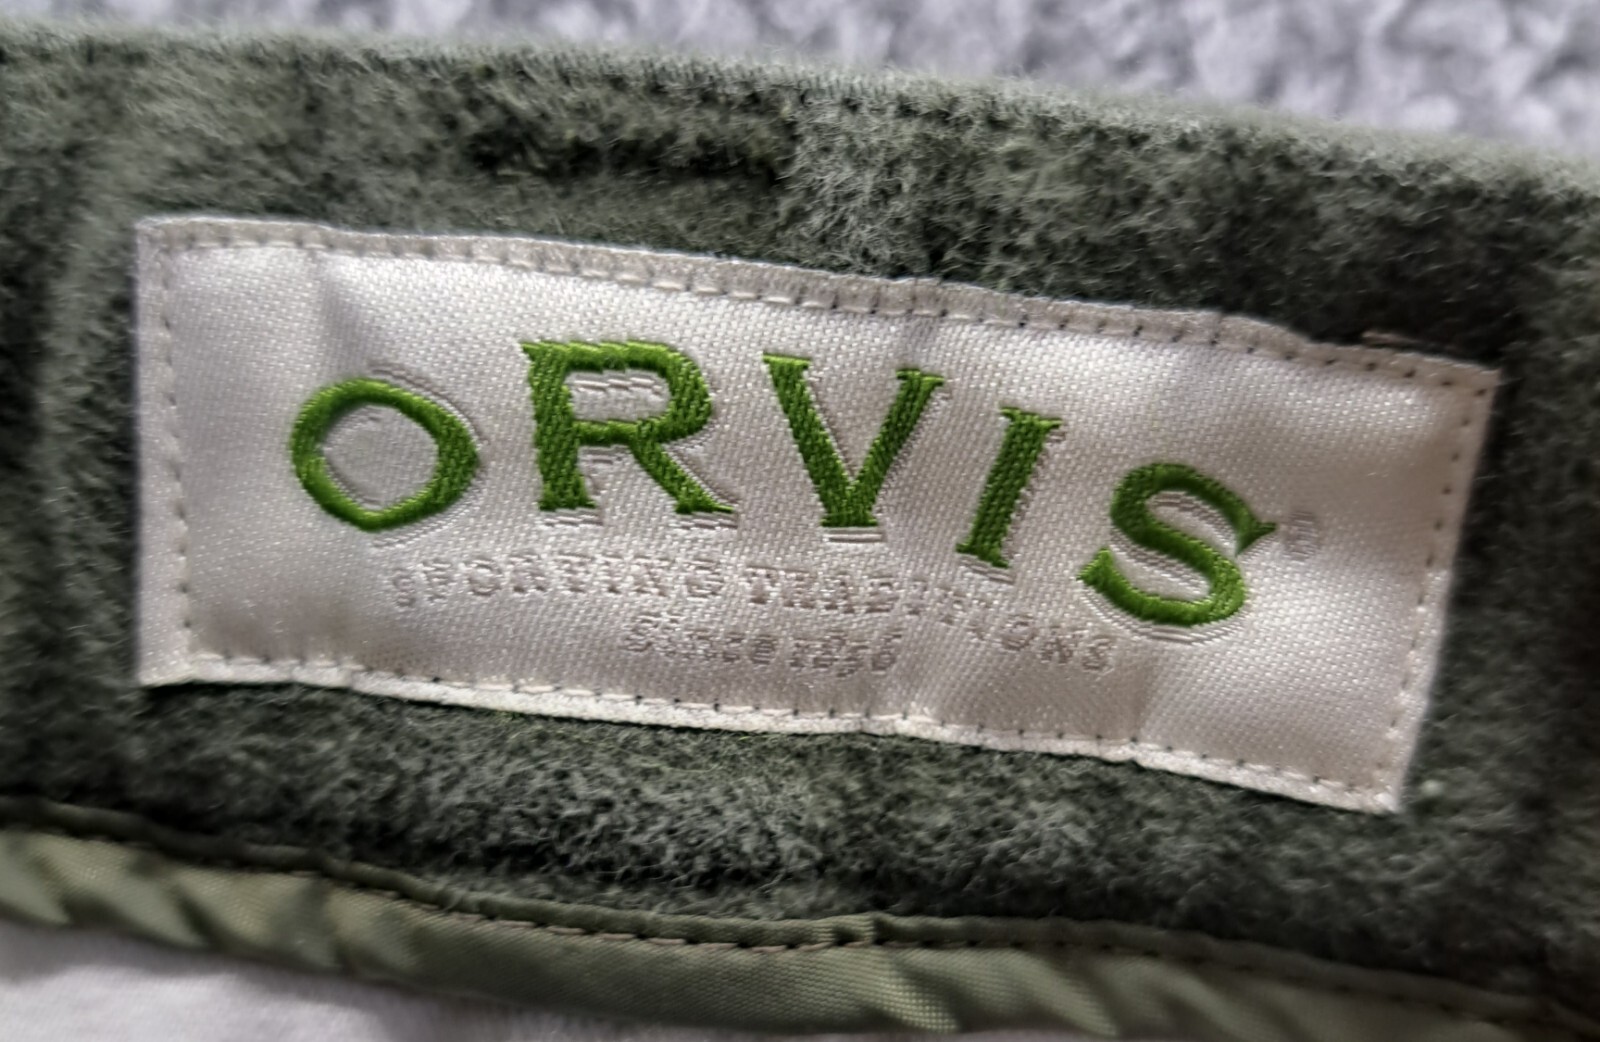 ORVIS®
SPORTING TRADITIONS
Since 1856